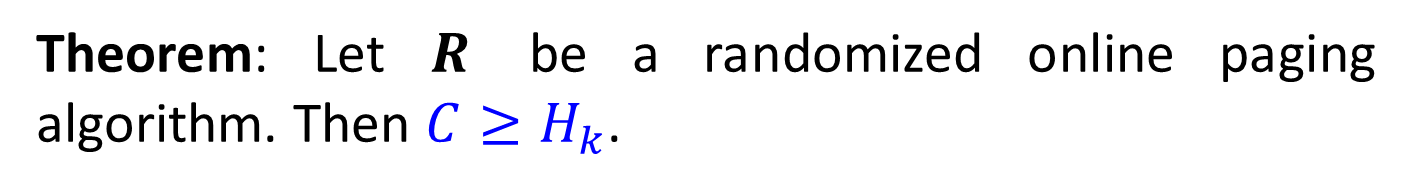 Theorem: Let R be a randomized online paging
algorithm. Then C ≥ H_k.